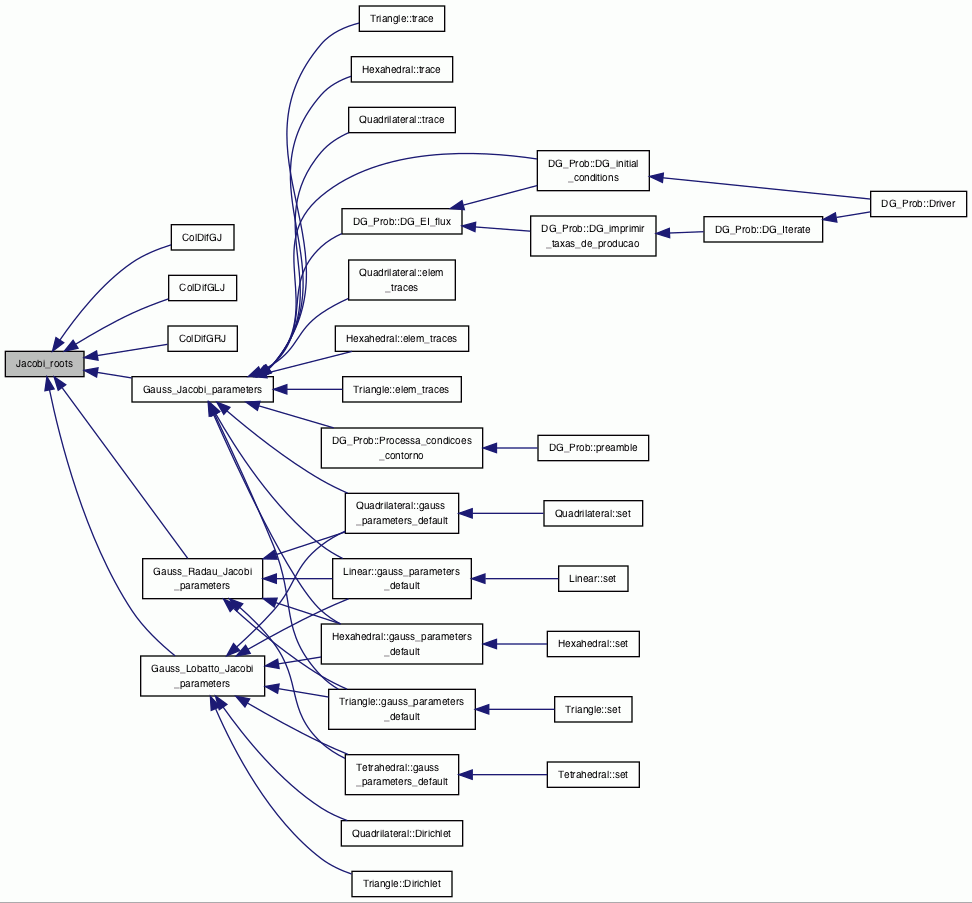 Triangle::trace
Hexahedral::trace
Quadrilateral::trace
DG_Prob::DG_initial
_conditions
DG_Prob::Driver
DG_Prob::DG_EI_flux
DG_Prob::DG_imprimir
_taxas_de_producao
DG_Prob::DG_Iterate
ColDifGJ
Quadrilateral::elem
_traces
ColDifGLJ
ColDifGRJ
Hexahedral::elem_traces
Jacobi_roots
Gauss_Jacobi_parameters
Triangle::elem_traces
DG_Prob::Processa_condicoes
_contorno
DG_Prob::preamble
Quadrilateral::gauss
_parameters_default
Quadrilateral::set
Gauss_Radau_Jacobi
_parameters
Linear::gauss_parameters
_default
Linear::set
Hexahedral::gauss_parameters
_default
Hexahedral::set
Gauss_Lobatto_Jacobi
_parameters
Triangle::gauss_parameters
_default
Triangle::set
Tetrahedral::gauss
_parameters_default
Tetrahedral::set
Quadrilateral::Dirichlet
Triangle::Dirichlet